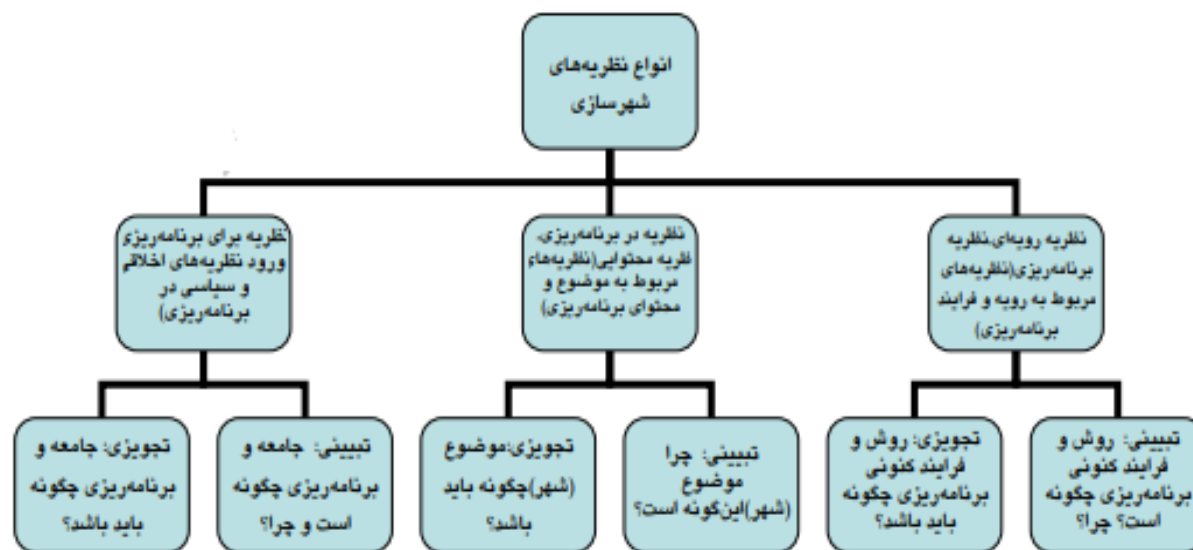 انواع نظریه‌های
شهرسازی
نظریه رویه‌ای،نظریه
برنامه‌ریزی(نظریه‌های
مربوط به رویه و فرایند
برنامه‌ریزی)
نظریه در برنامه‌ریزی،
نظریه محتوایی(نظریه‌های
مربوط به موضوع و
محتوای برنامه‌ریزی)
نظریه برای برنامه‌ریزی
ورود نظریه‌های اخلاقی
و سیاسی در
برنامه‌ریزی)
تبیینی: روش و
فرایند کنونی
برنامه‌ریزی چگونه
است؟ چرا؟
تجویزی: روش و
فرایند کنونی
برنامه‌ریزی چگونه
باید باشد؟
تبیینی: چرا
موضوع
(شهر)این‌گونه است؟
تجویزی:موضوع
(شهر)چگونه باید
باشد؟
تبیینی: جامعه و
برنامه‌ریزی چگونه
است و چرا؟
تجویزی: جامعه و
برنامه‌ریزی چگونه
باید باشد؟